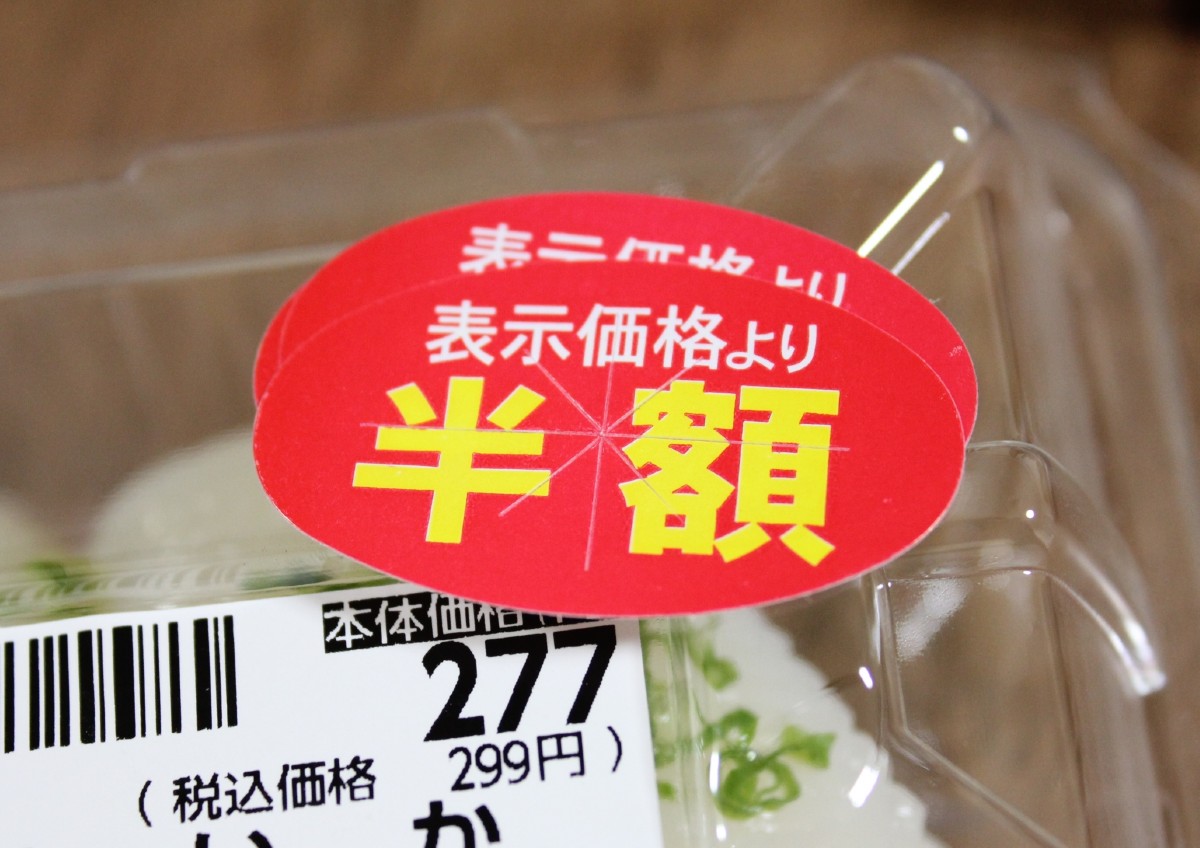 表示価格より
表示価格より
半額
本体価格
277
( 税込価格 299円 )
か